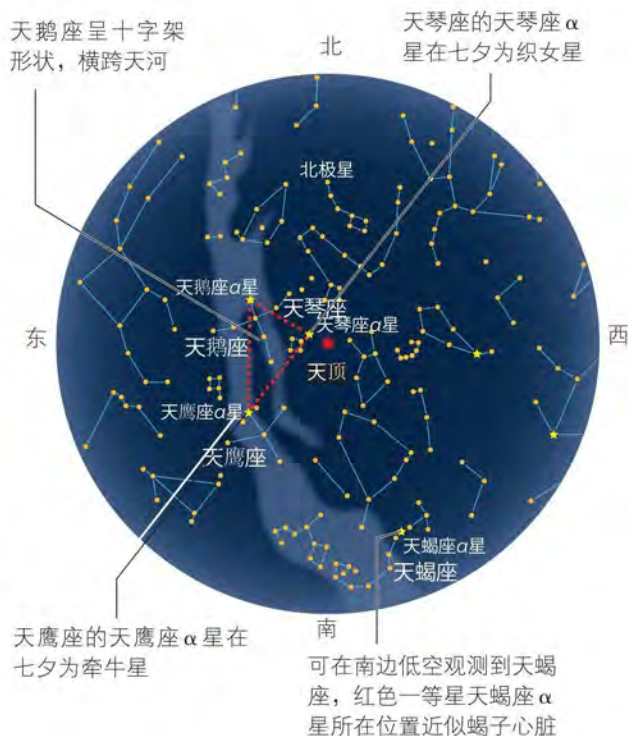 天鹅座呈十字架
形状，横跨天河
天琴座的天琴座α
星在七夕为织女星
北
北极星
天鹅座α星
天琴座
天琴座α星
东
西
天鹅座
天顶
天鹰座α星
天鹰座
天蝎座α星
天蝎座
南
天鹰座的天鹰座α星在
七夕为牵牛星
可在南边低空观测到天蝎
座，红色一等星天蝎座α
星所在位置近似蝎子心脏